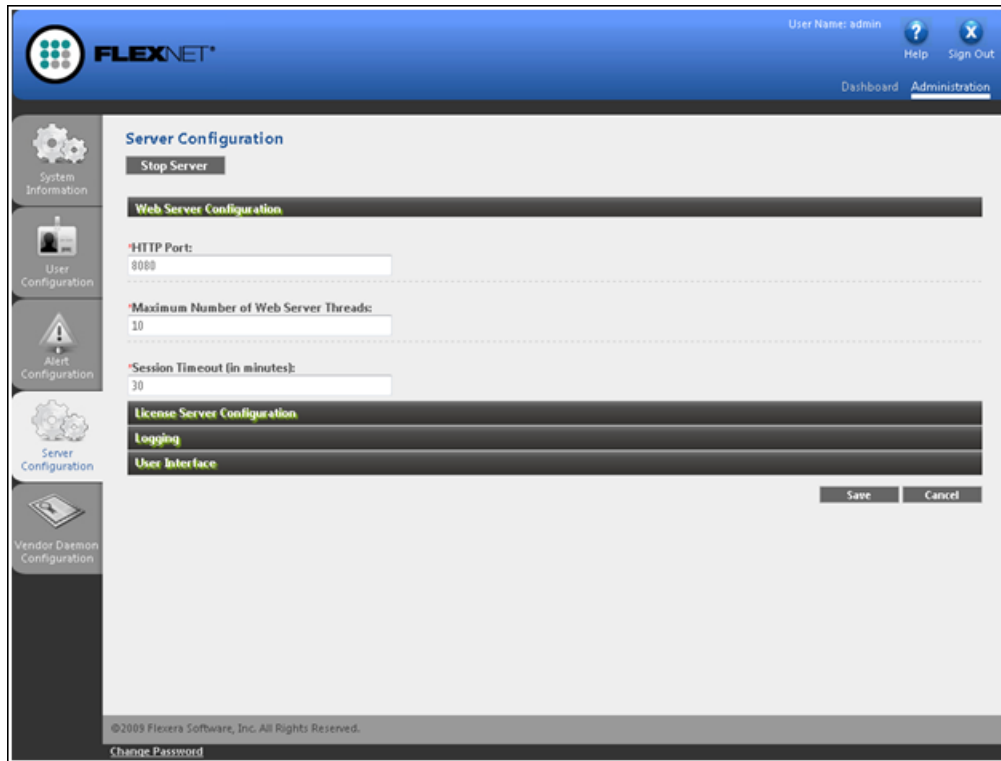 User Name: admin
FLEXNET
Help
Sign Out
Dashboard
Administration
System
Information
User
Configuration
Alert
Configuration
Server
Configuration
Vendor Daemon
Configuration
Server Configuration
Stop Server
Web Server Configuration
*HTTP Port:
8080
*Maximum Number of Web Server Threads:
10
*Session Timeout (in minutes):
30
License Server Configuration
Logging
User Interface
Save
Cancel
©2009 Flexera Software, Inc. All Rights Reserved.
Change Password